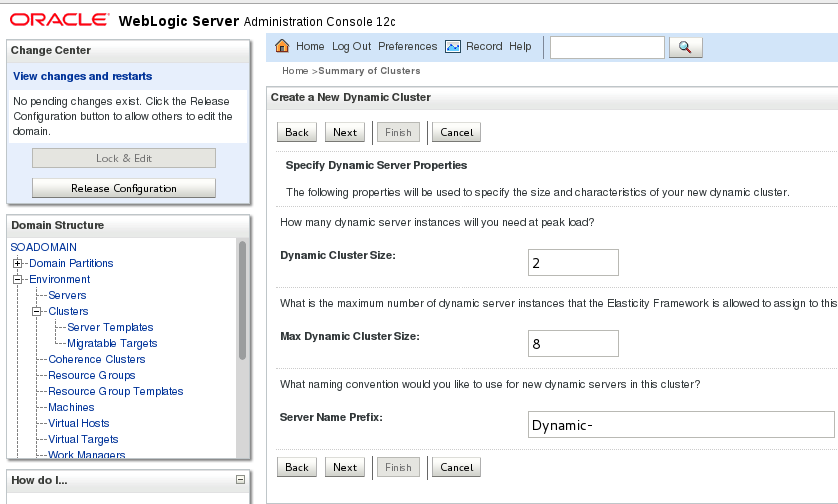 ORACLE WebLogic Server Administration Console 12c
Change Center
View changes and restarts
No pending changes exist. Click the Release
Configuration button to allow others to edit the
domain.
Lock & Edit
Release Configuration
Domain Structure
SOADOMAIN
Domain Partitions
Environment
Servers
Clusters
Server Templates
Migratable Targets
Coherence Clusters
Resource Groups
Resource Group Templates
Machines
Virtual Hosts
Virtual Targets
Work Managers
How do I...
Home Log Out Preferences Record Help
Home >Summary of Clusters
Create a New Dynamic Cluster
Back Next Finish Cancel
Specify Dynamic Server Properties
The following properties will be used to specify the size and characteristics of your new dynamic cluster.
How many dynamic server instances will you need at peak load?
Dynamic Cluster Size: 2
What is the maximum number of dynamic server instances that the Elasticity Framework is allowed to assign to this
Max Dynamic Cluster Size: 8
What naming convention would you like to use for new dynamic servers in this cluster?
Server Name Prefix: Dynamic-
Back Next Finish Cancel